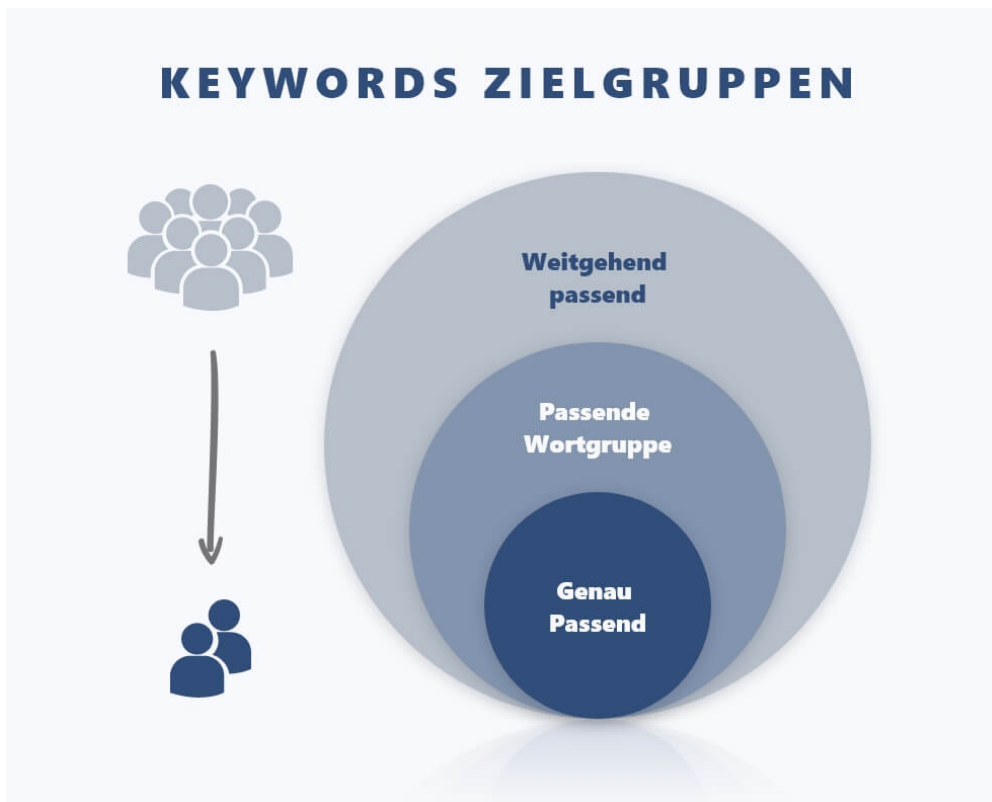 KEYWORDS ZIELGRUPPEN
Weitgehend
passend
Passende
Wortgruppe
Genau
Passend